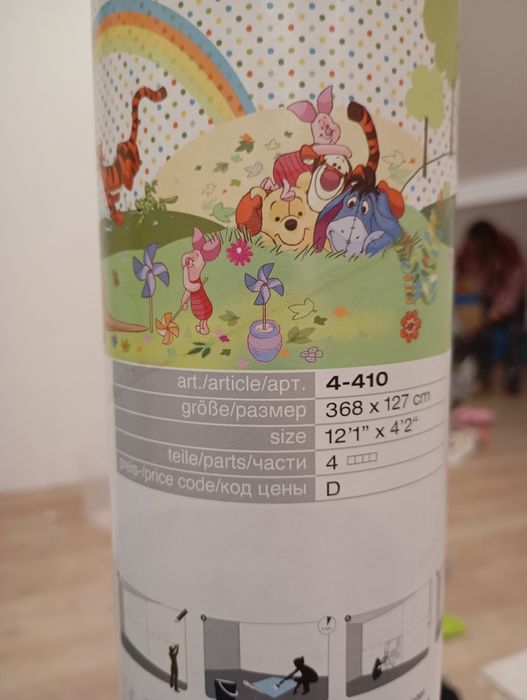 art./article/арт. 4-410
größe/размер 368 x 127 cm
size 12'1" x 4'2"
teile/parts/части 4
preis-/price code/код цены D